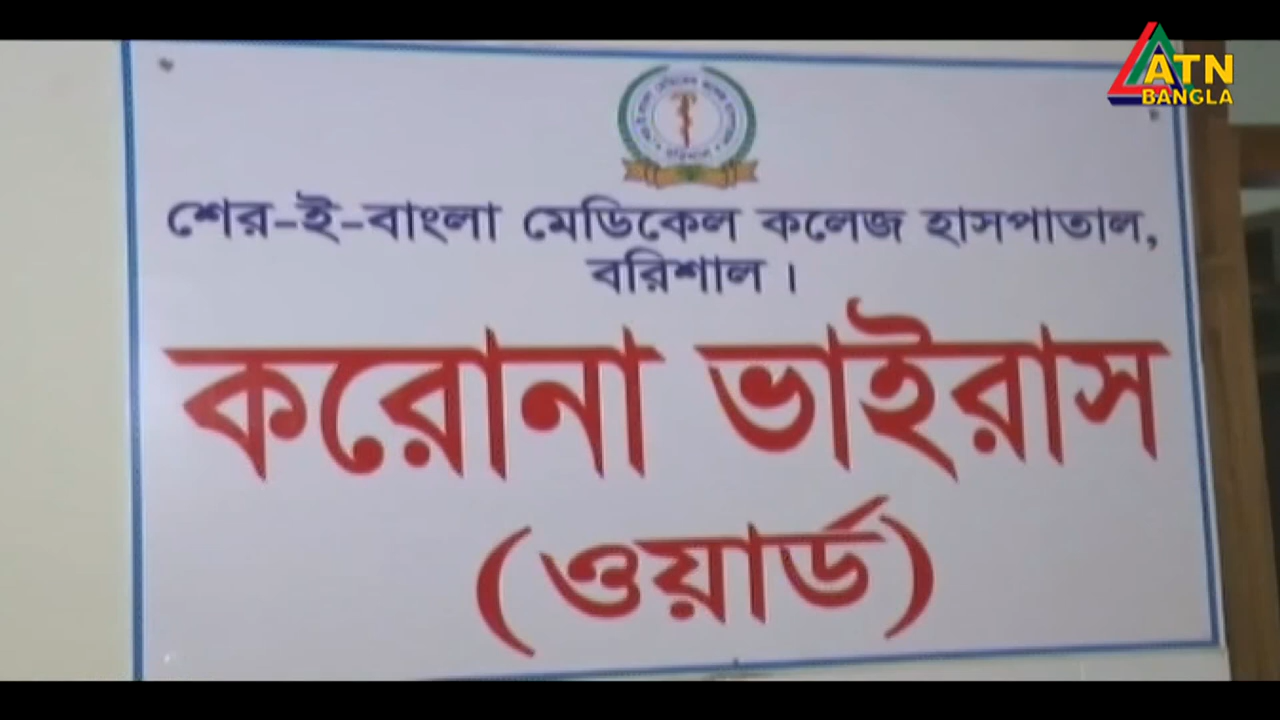 ATN
BANGLA
শের-ই-বাংলা মেডিকেল কলেজ হাসপাতাল,
বরিশাল ।
করোনা ভাইরাস
(ওয়ার্ড)